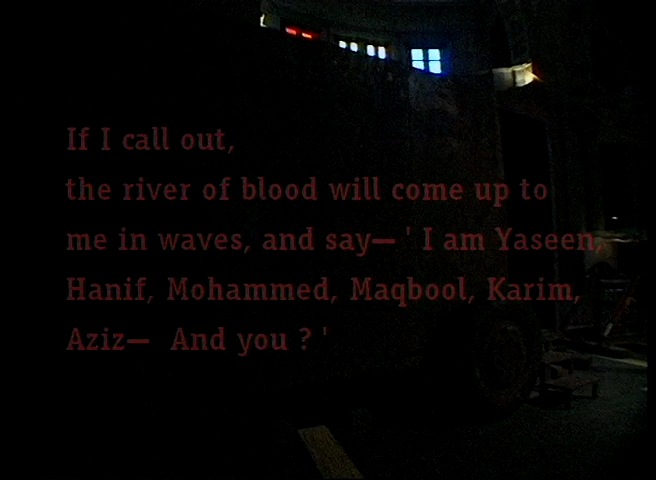 If I call out,
the river of blood will come up to
me in waves, and say— ' I am Yaseen,
Hanif, Mohammed, Maqbool, Karim,
Aziz— And you ? '